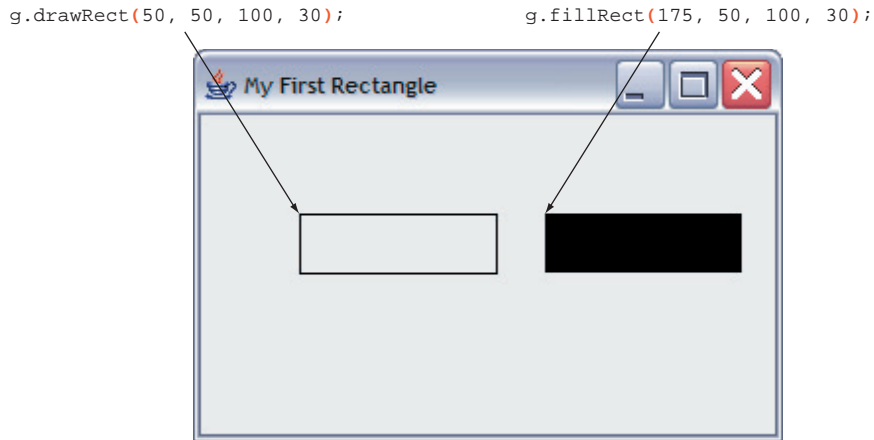 g.drawRect(50, 50, 100, 30);
g.fillRect(175, 50, 100, 30);
My First Rectangle